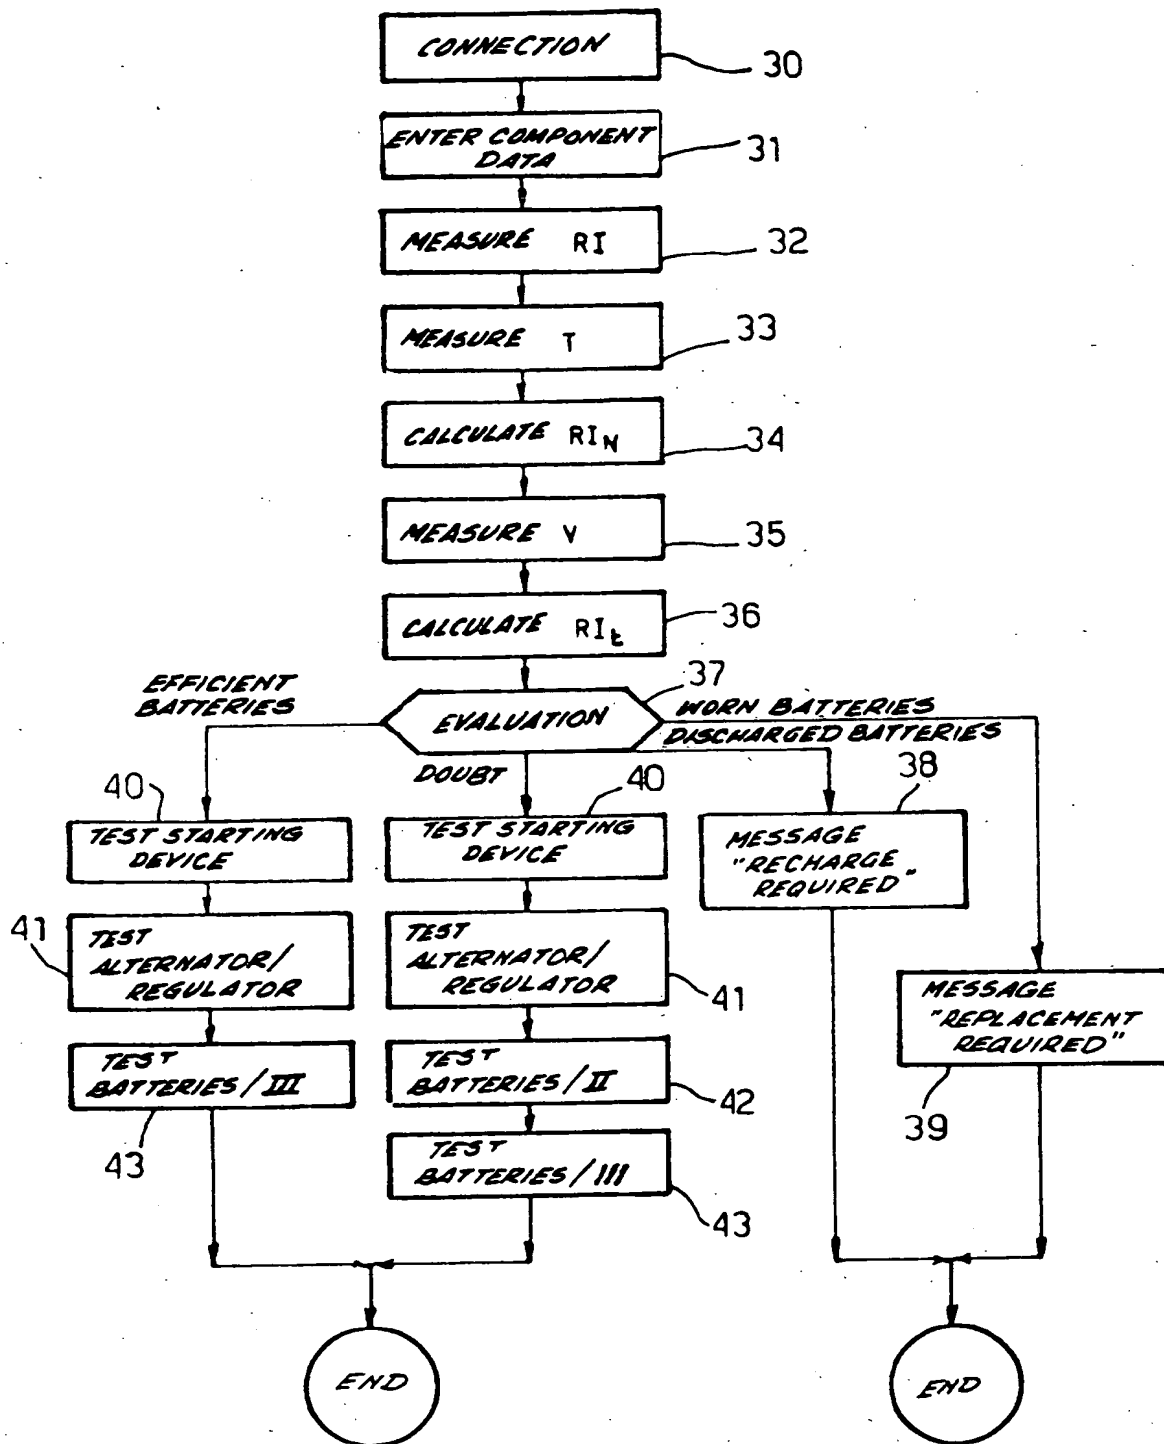 CONNECTION
30
ENTER COMPONENT
DATA
31
MEASURE RI
32
MEASURE T
33
CALCULATE RIN
34
MEASURE V
35
CALCULATE RIt
36
37
EVALUATION
EFFICIENT
BATTERIES
WORN BATTERIES
DISCHARGED BATTERIES
DOUBT
40
TEST STARTING
DEVICE
41
TEST
ALTERNATOR/
REGULATOR
TEST
BATTERIES/III
43
40
TEST STARTING
DEVICE
TEST
ALTERNATOR/
REGULATOR
41
TEST
BATTERIES/II
42
TEST
BATTERIES/III
43
38
MESSAGE
"RECHARGE
REQUIRED"
MESSAGE
"REPLACEMENT
REQUIRED"
39
END
END